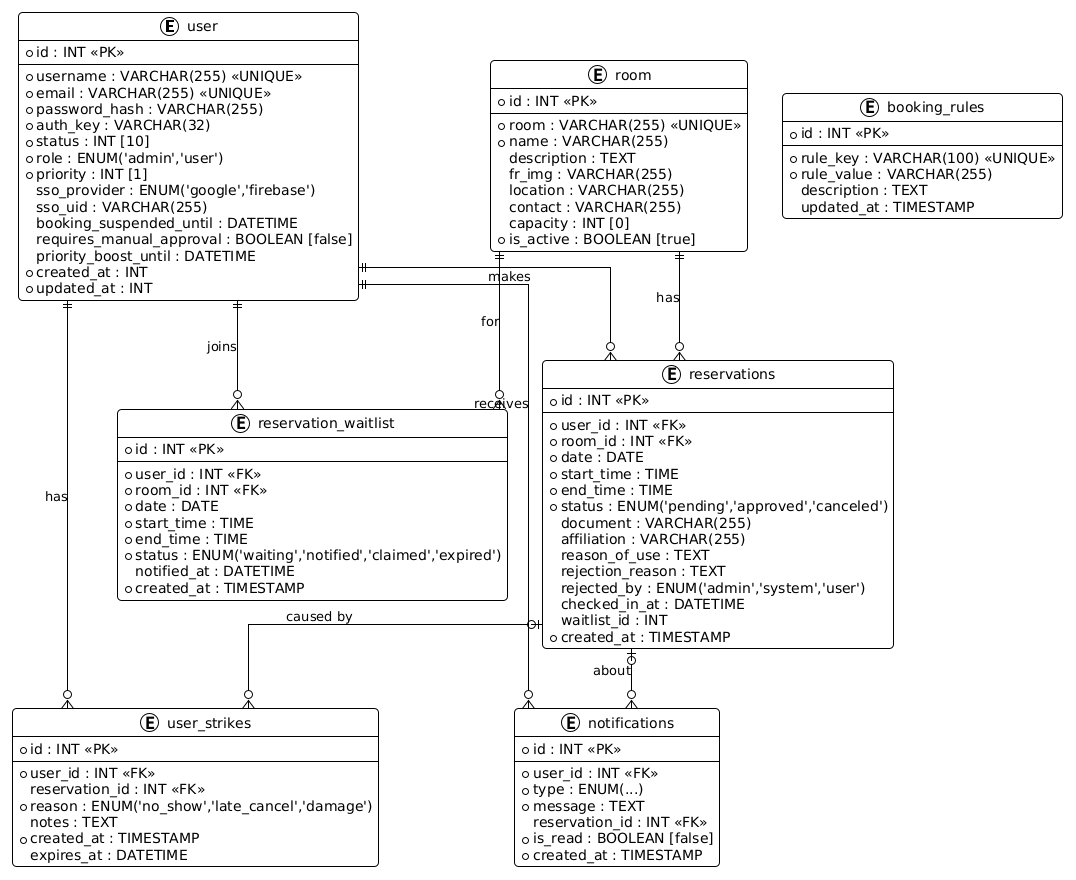 E user
id : INT «PK»
username : VARCHAR(255) «UNIQUE»
email : VARCHAR(255) «UNIQUE»
password_hash : VARCHAR(255)
auth_key : VARCHAR(32)
status : INT [10]
role : ENUM('admin','user')
priority : INT [1]
sso_provider : ENUM('google','firebase')
sso_uid : VARCHAR(255)
booking_suspended_until : DATETIME
requires_manual_approval : BOOLEAN [false]
priority_boost_until : DATETIME
created_at : INT
updated_at : INT
E room
id : INT «PK»
room : VARCHAR(255) «UNIQUE»
name : VARCHAR(255)
description : TEXT
fr_img : VARCHAR(255)
location : VARCHAR(255)
contact : VARCHAR(255)
capacity : INT [0]
is_active : BOOLEAN [true]
E booking_rules
id : INT «PK»
rule_key : VARCHAR(100) «UNIQUE»
rule_value : VARCHAR(255)
description : TEXT
updated_at : TIMESTAMP
makes
has
for
joins
receives
has
E reservation_waitlist
id : INT «PK»
user_id : INT «FK»
room_id : INT «FK»
date : DATE
start_time : TIME
end_time : TIME
status : ENUM('waiting','notified','claimed','expired')
notified_at : DATETIME
created_at : TIMESTAMP
E reservations
id : INT «PK»
user_id : INT «FK»
room_id : INT «FK»
date : DATE
start_time : TIME
end_time : TIME
status : ENUM('pending','approved','canceled')
document : VARCHAR(255)
affiliation : VARCHAR(255)
reason_of_use : TEXT
rejection_reason : TEXT
rejected_by : ENUM('admin','system','user')
checked_in_at : DATETIME
waitlist_id : INT
created_at : TIMESTAMP
caused by
about
E user_strikes
id : INT «PK»
user_id : INT «FK»
reservation_id : INT «FK»
reason : ENUM('no_show','late_cancel','damage')
notes : TEXT
created_at : TIMESTAMP
expires_at : DATETIME
E notifications
id : INT «PK»
user_id : INT «FK»
type : ENUM(...)
message : TEXT
reservation_id : INT «FK»
is_read : BOOLEAN [false]
created_at : TIMESTAMP